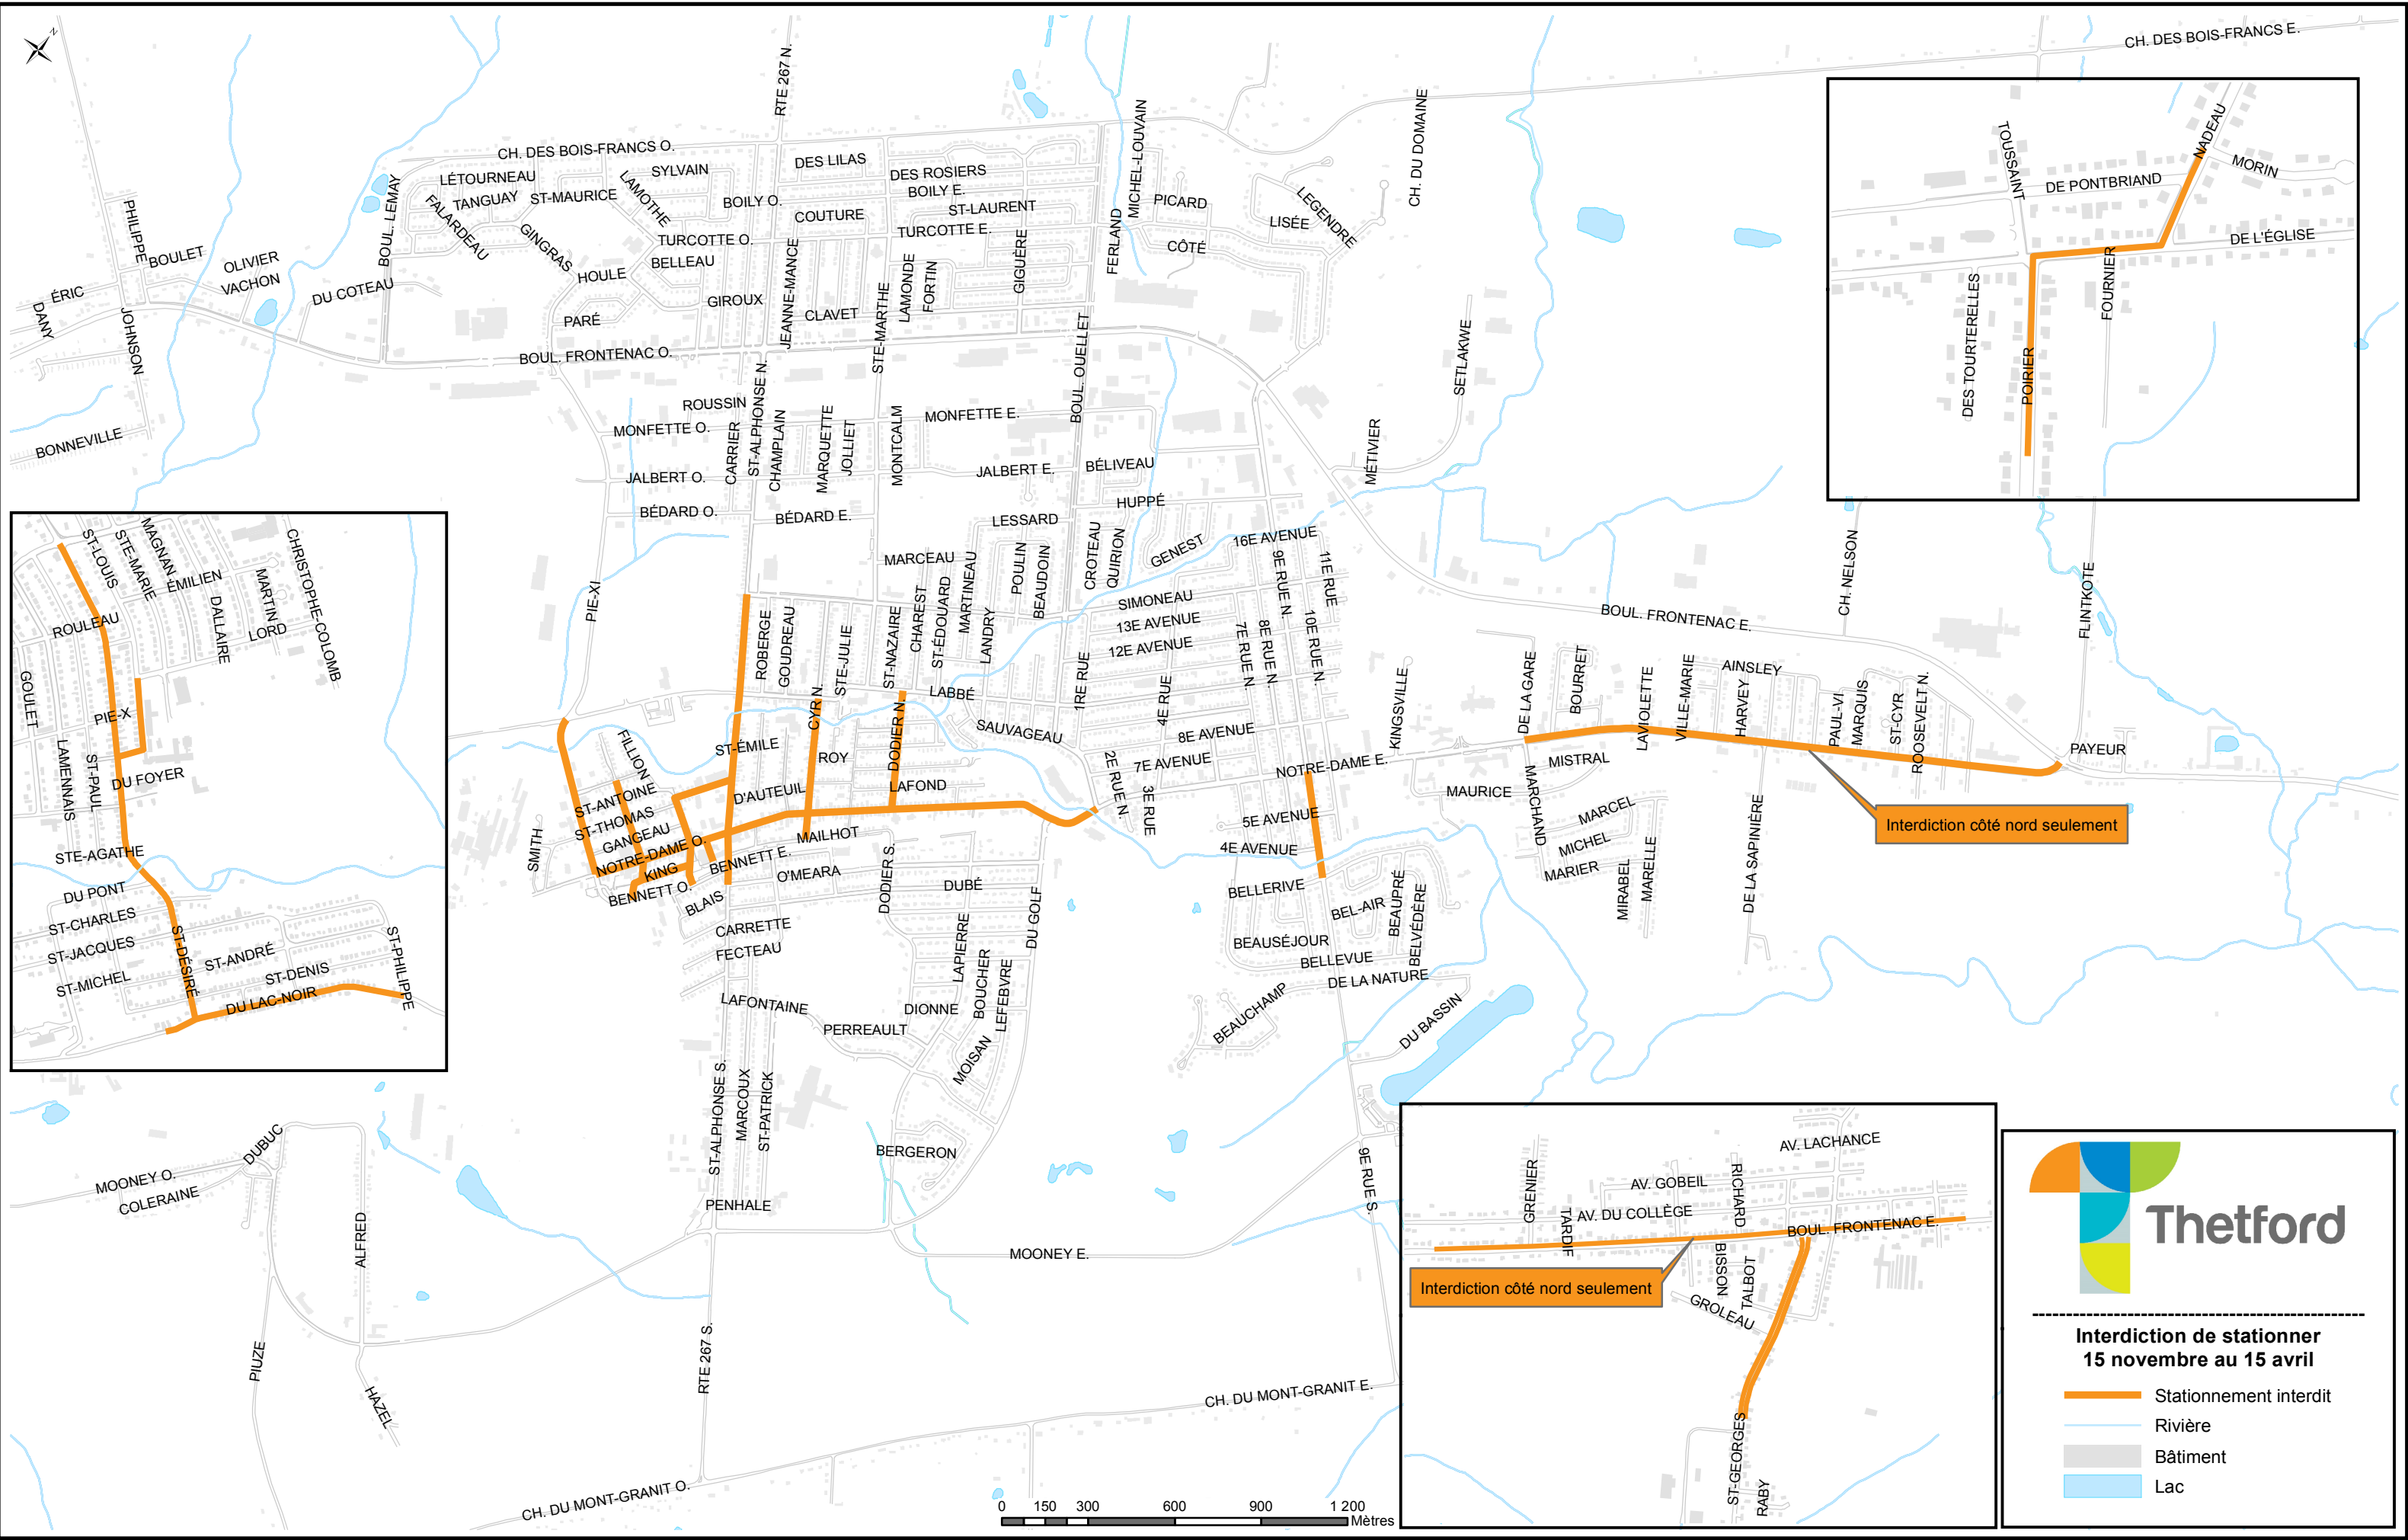 N
CH. DES BOIS-FRANCS E.
RTE 267 N.
CH. DES BOIS-FRANCS O.
LÉTOURNEAU
TANGUAY
ST-MAURICE
LAMOTHE
SYLVAIN
DES LILAS
DES ROSIERS
BOILY E.
BOILY O.
COUTURE
ST-LAURENT
TURCOTTE E.
TURCOTTE O.
BELLEAU
FALARDEAU
GINGRAS
HOULE
BOUL. LEMAY
PHILIPPE
BOULET
OLIVIER
VACHON
DU COTEAU
ÉRIC
DANY
JOHNSON
BONNEVILLE
PARÉ
GIROUX
CLAVET
JEANNE-MANCE
STE-MARTHE
LAMONDE
FORTIN
GIGUÈRE
FERLAND
MICHEL-LOUVAIN
PICARD
CÔTÉ
LISÉE
LEGENDRE
CH. DU DOMAINE
BOUL. FRONTENAC O.
BOUL. OUELLET
SETLAKWE
MÉTIVIER
ROUSSIN
MONFETTE O.
MONFETTE E.
CARRIER
ST-ALPHONSE N.
CHAMPLAIN
MARQUETTE
JOLLIET
MONTCALM
JALBERT O.
JALBERT E.
BÉLIVEAU
HUPPÉ
BÉDARD O.
BÉDARD E.
LESSARD
MARCEAU
POULIN
BEAUDOIN
CROTEAU
QUIRION
GENEST
16E AVENUE
9E RUE N.
11E RUE
PIE-XI
ROBERGE
GOUDREAU
STE-JULIE
ST-NAZAIRE
CHAREST
ST-ÉDOUARD
MARTINEAU
LANDRY
SIMONEAU
13E AVENUE
12E AVENUE
7E RUE N.
8E RUE N.
10E RUE N.
1RE RUE
4E RUE
8E AVENUE
7E AVENUE
2E RUE N.
3E RUE
LABBÉ
SAUVAGEAU
CYR N.
DODIER N.
ST-ÉMILE
ROY
LAFOND
D'AUTEUIL
FILLION
ST-ANTOINE
ST-THOMAS
GANGEAU
NOTRE-DAME O.
KING
BENNETT O.
BENNETT E.
SMITH
BLAIS
MAILHOT
O'MEARA
DODIER S.
DUBÉ
DU GOLF
CARRETTE
FECTEAU
LAPIERRE
BOUCHER
LEFEBVRE
LAFONTAINE
DIONNE
PERREAULT
MOISAN
ST-ALPHONSE S.
MARCOUX
ST-PATRICK
BERGERON
PENHALE
MOONEY E.
RTE 267 S.
CH. DU MONT-GRANIT O.
CH. DU MONT-GRANIT E.
MOONEY O.
COLERAINE
DUBUC
ALFRED
PIUZE
HAZEL
NOTRE-DAME E.
5E AVENUE
4E AVENUE
BELLERIVE
BEL-AIR
BEAUPRÉ
BELVÉDÈRE
BEAUSÉJOUR
BELLEVUE
DE LA NATURE
BEAUCHAMP
DU BASSIN
9E RUE S.
KINGSVILLE
MAURICE
DE LA GARE
BOURRET
LAVIOLETTE
VILLE-MARIE
HARVEY
AINSLEY
PAUL-VI
MARQUIS
ST-CYR
ROOSEVELT N.
PAYEUR
BOUL. FRONTENAC E.
CH. NELSON
FLINTKOTE
MISTRAL
MARCHAND
MARCEL
MICHEL
MARIER
MIRABEL
MARELLE
DE LA SAPINIÈRE
Interdiction côté nord seulement
TOUSSAINT
NADEAU
MORIN
DE PONTBRIAND
DE L'ÉGLISE
FOURNIER
DES TOURTERELLES
POIRIER
ST-LOUIS
STE-MARIE
MAGNAN
ÉMILIEN
CHRISTOPHE-COLOMB
MARTIN
DALLAIRE
LORD
ROULEAU
GOULET
PIE-X
LAMENNAIS
ST-PAUL
DU FOYER
STE-AGATHE
DU PONT
ST-CHARLES
ST-JACQUES
ST-MICHEL
ST-DÉSIRÉ
ST-ANDRÉ
ST-DENIS
DU LAC-NOIR
ST-PHILIPPE
AV. LACHANCE
GRENIER
AV. GOBEIL
RICHARD
TARDIF
AV. DU COLLÈGE
BOUL. FRONTENAC E.
BISSON
TALBOT
GROLEAU
Interdiction côté nord seulement
ST-GEORGES
RABY
0 150 300 600 900 1 200
Mètres
Thetford
Interdiction de stationner
15 novembre au 15 avril
Stationnement interdit
Rivière
Bâtiment
Lac